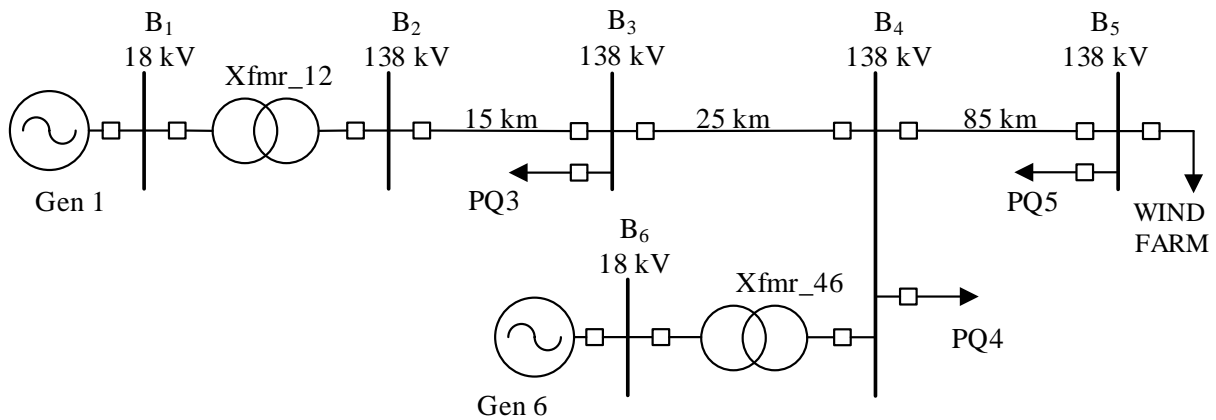 B₁
18 kV
Xfmr_12
B₂
138 kV
B₃
138 kV
B₄
138 kV
B₅
138 kV
15 km
25 km
85 km
Gen 1
PQ3
PQ5
WIND
FARM
B₆
18 kV
Xfmr_46
PQ4
Gen 6